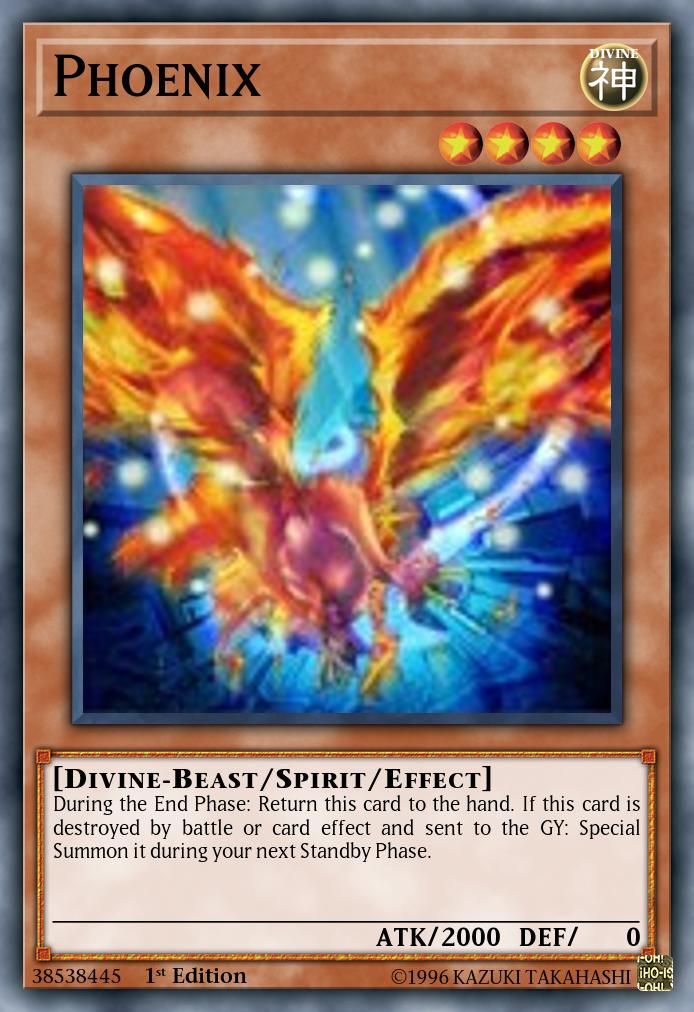 PHOENIX
DIVINE
神
[DIVINE-BEAST/SPIRIT/EFFECT]
During the End Phase: Return this card to the hand. If this card is
destroyed by battle or card effect and sent to the GY: Special
Summon it during your next Standby Phase.
ATK/2000 DEF/ 0
38538445 1st Edition ©1996 KAZUKI TAKAHASHI